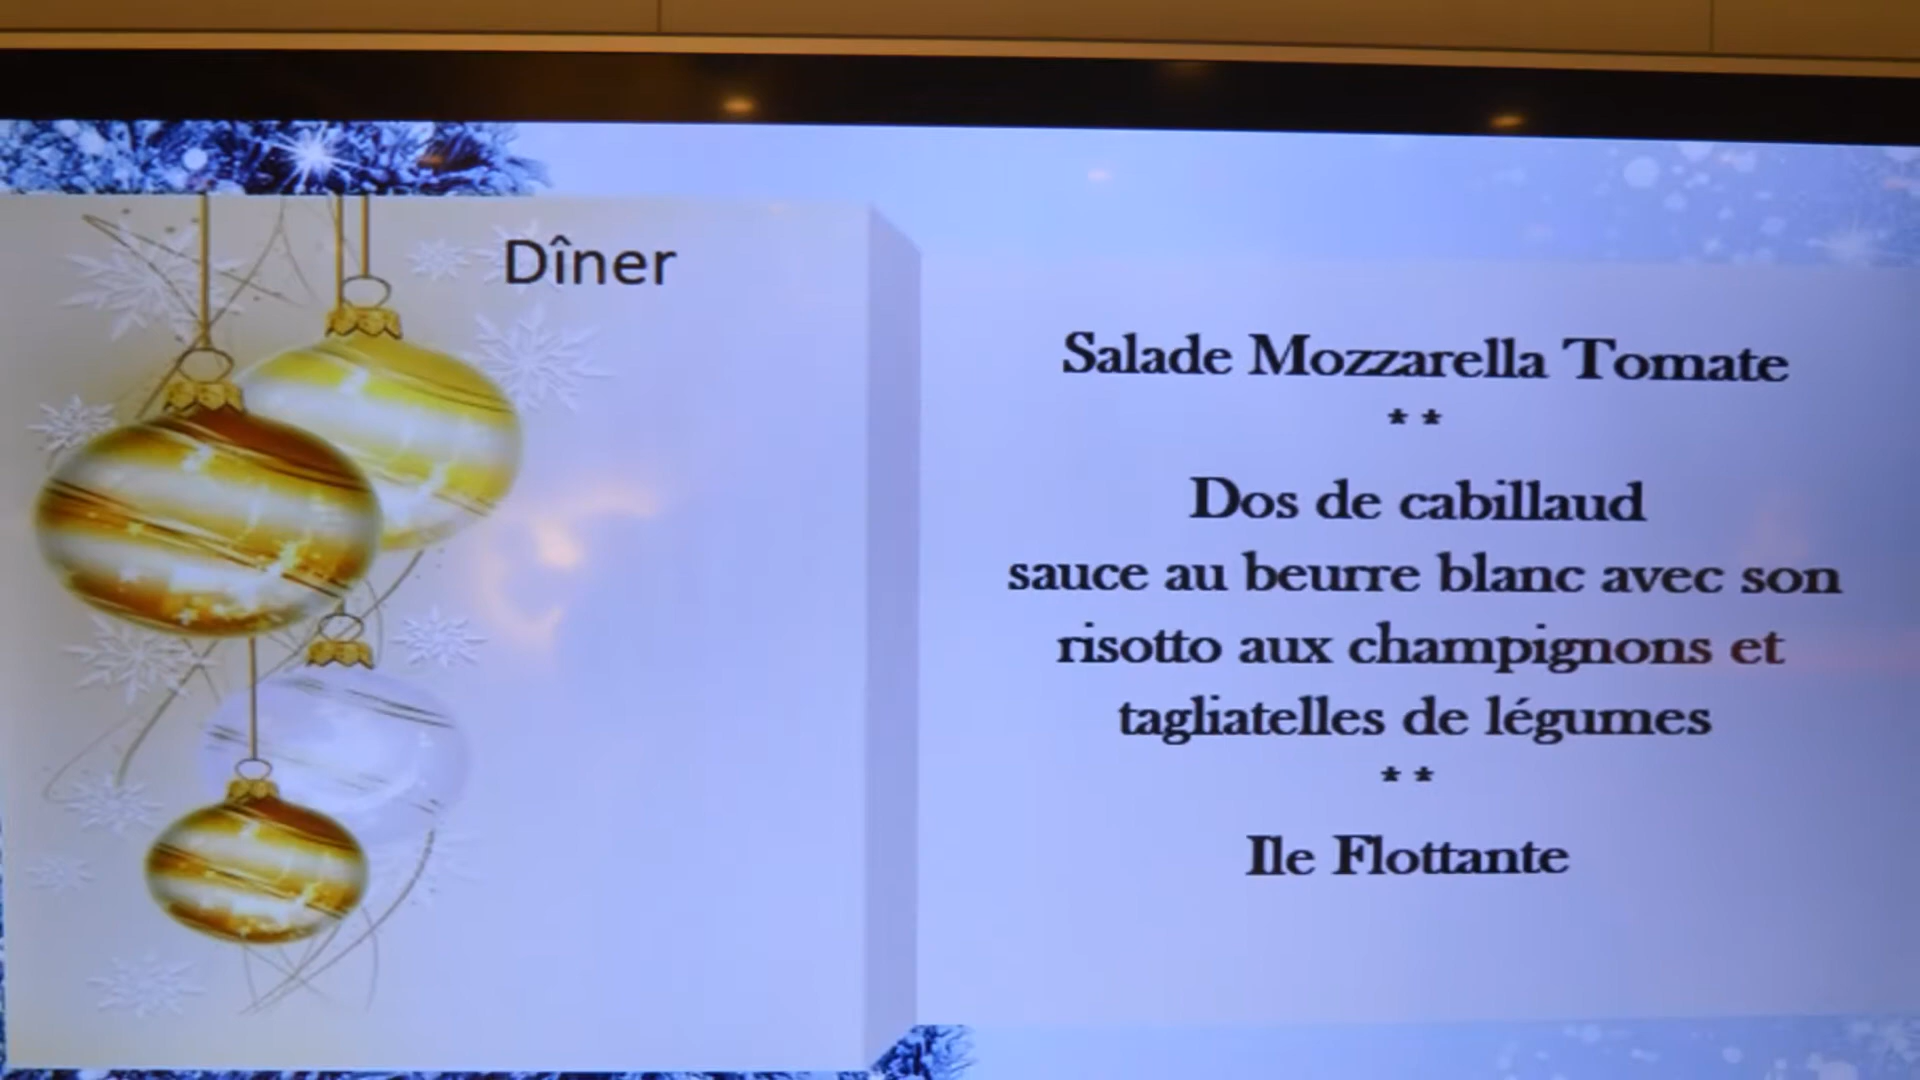 Dîner
Salade Mozzarella Tomate
**
Dos de cabillaud
sauce au beurre blanc avec son
risotto aux champignons et
tagliatelles de légumes
**
Ile Flottante